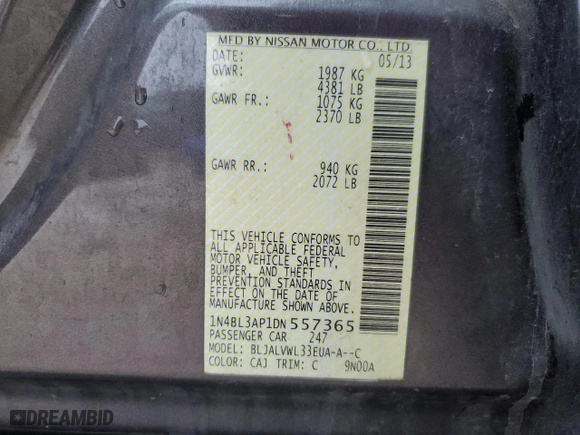 MFD BY NISSAN MOTOR CO., LTD.
DATE: 05/13
GVWR: 1987 KG
4381 LB
GAWR FR.: 1075 KG
2370 LB
GAWR RR.: 940 KG
2072 LB
THIS VEHICLE CONFORMS TO
ALL APPLICABLE FEDERAL
MOTOR VEHICLE SAFETY,
BUMPER, AND THEFT
PREVENTION STANDARDS IN
EFFECT ON THE DATE OF
MANUFACTURE SHOWN ABOVE.
1N4BL3AP1DN 557365
PASSENGER CAR 247
MODEL: BLJALVWL33EUA-A--C
COLOR: CAJ TRIM: C 9N00A
DREAMBID